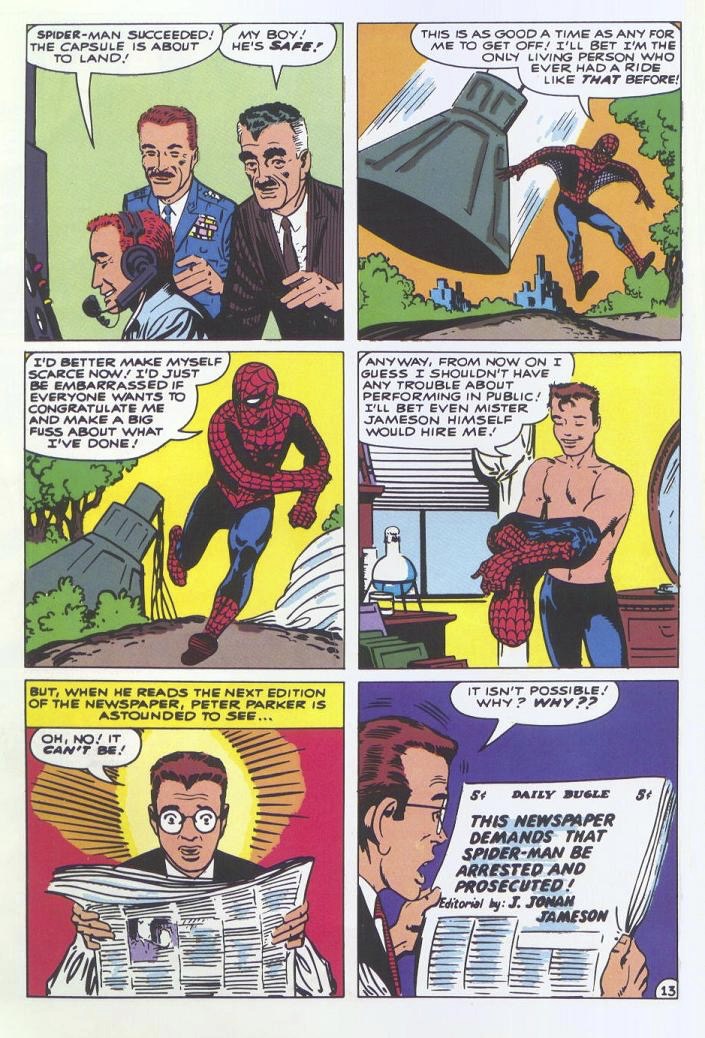 SPIDER-MAN SUCCEEDED!
THE CAPSULE IS ABOUT
TO LAND!
MY BOY!
HE'S SAFE!
THIS IS AS GOOD A TIME AS ANY FOR
ME TO GET OFF! I'LL BET I'M THE
ONLY LIVING PERSON WHO
EVER HAD A RIDE
LIKE THAT BEFORE!
I'D BETTER MAKE MYSELF
SCARCE NOW! I'D JUST
BE EMBARRASSED IF
EVERYONE WANTS TO
CONGRATULATE ME
AND MAKE A BIG
FUSS ABOUT WHAT
I'VE DONE!
ANYWAY, FROM NOW ON I
GUESS I SHOULDN'T HAVE
ANY TROUBLE ABOUT
PERFORMING IN PUBLIC!
I'LL BET EVEN MISTER
JAMESON HIMSELF
WOULD HIRE ME!
BUT, WHEN HE READS THE NEXT EDITION
OF THE NEWSPAPER, PETER PARKER IS
ASTOUNDED TO SEE...
OH, NO! IT
CAN'T BE!
IT ISN'T POSSIBLE!
WHY? WHY??
5¢ DAILY BUGLE 5¢
THIS NEWSPAPER
DEMANDS THAT
SPIDER-MAN BE
ARRESTED AND
PROSECUTED!
Editorial by: J. JONAH
JAMESON
13